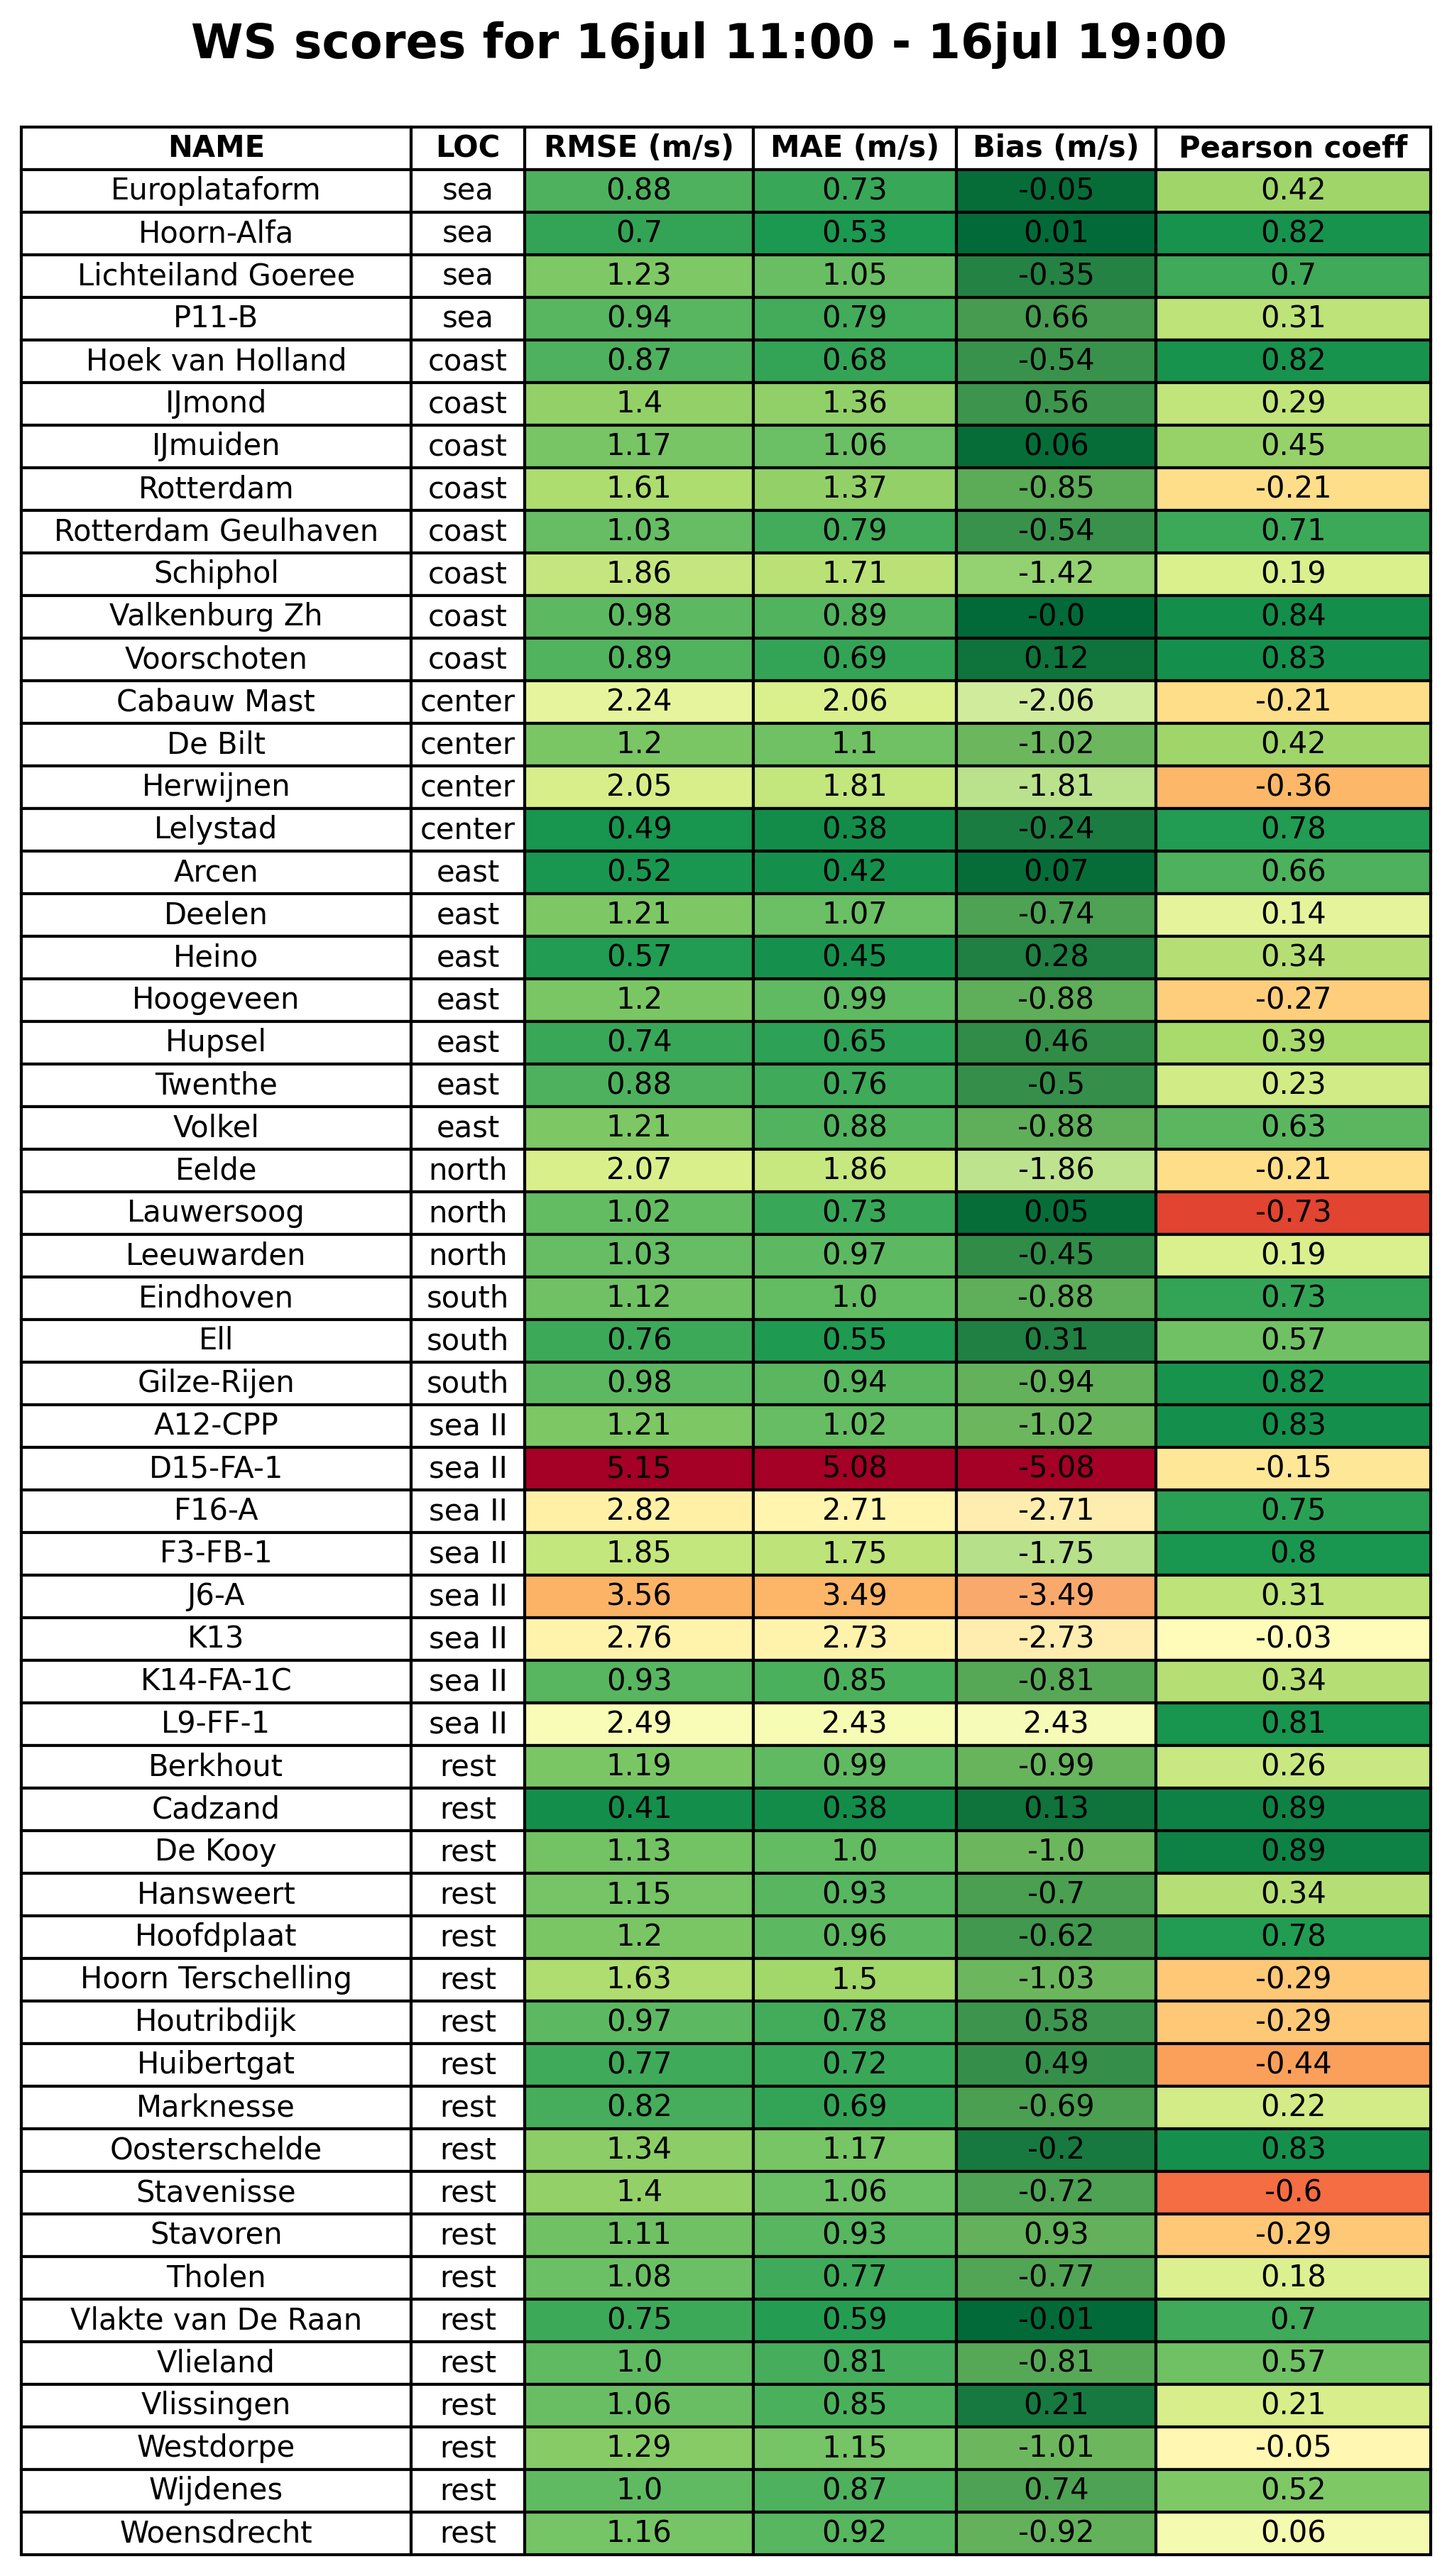 WS scores for 16jul 11:00 - 16jul 19:00
NAME LOC RMSE (m/s) MAE (m/s) Bias (m/s) Pearson coeff
Europlataform sea 0.88 0.73 -0.05 0.42
Hoorn-Alfa sea 0.7 0.53 0.01 0.82
Lichteiland Goeree sea 1.23 1.05 -0.35 0.7
P11-B sea 0.94 0.79 0.66 0.31
Hoek van Holland coast 0.87 0.68 -0.54 0.82
IJmond coast 1.4 1.36 0.56 0.29
IJmuiden coast 1.17 1.06 0.06 0.45
Rotterdam coast 1.61 1.37 -0.85 -0.21
Rotterdam Geulhaven coast 1.03 0.79 -0.54 0.71
Schiphol coast 1.86 1.71 -1.42 0.19
Valkenburg Zh coast 0.98 0.89 -0.0 0.84
Voorschoten coast 0.89 0.69 0.12 0.83
Cabauw Mast center 2.24 2.06 -2.06 -0.21
De Bilt center 1.2 1.1 -1.02 0.42
Herwijnen center 2.05 1.81 -1.81 -0.36
Lelystad center 0.49 0.38 -0.24 0.78
Arcen east 0.52 0.42 0.07 0.66
Deelen east 1.21 1.07 -0.74 0.14
Heino east 0.57 0.45 0.28 0.34
Hoogeveen east 1.2 0.99 -0.88 -0.27
Hupsel east 0.74 0.65 0.46 0.39
Twenthe east 0.88 0.76 -0.5 0.23
Volkel east 1.21 0.88 -0.88 0.63
Eelde north 2.07 1.86 -1.86 -0.21
Lauwersoog north 1.02 0.73 0.05 -0.73
Leeuwarden north 1.03 0.97 -0.45 0.19
Eindhoven south 1.12 1.0 -0.88 0.73
Ell south 0.76 0.55 0.31 0.57
Gilze-Rijen south 0.98 0.94 -0.94 0.82
A12-CPP sea II 1.21 1.02 -1.02 0.83
D15-FA-1 sea II 5.15 5.08 -5.08 -0.15
F16-A sea II 2.82 2.71 -2.71 0.75
F3-FB-1 sea II 1.85 1.75 -1.75 0.8
J6-A sea II 3.56 3.49 -3.49 0.31
K13 sea II 2.76 2.73 -2.73 -0.03
K14-FA-1C sea II 0.93 0.85 -0.81 0.34
L9-FF-1 sea II 2.49 2.43 2.43 0.81
Berkhout rest 1.19 0.99 -0.99 0.26
Cadzand rest 0.41 0.38 0.13 0.89
De Kooy rest 1.13 1.0 -1.0 0.89
Hansweert rest 1.15 0.93 -0.7 0.34
Hoofdplaat rest 1.2 0.96 -0.62 0.78
Hoorn Terschelling rest 1.63 1.5 -1.03 -0.29
Houtribdijk rest 0.97 0.78 0.58 -0.29
Huibertgat rest 0.77 0.72 0.49 -0.44
Marknesse rest 0.82 0.69 -0.69 0.22
Oosterschelde rest 1.34 1.17 -0.2 0.83
Stavenisse rest 1.4 1.06 -0.72 -0.6
Stavoren rest 1.11 0.93 0.93 -0.29
Tholen rest 1.08 0.77 -0.77 0.18
Vlakte van De Raan rest 0.75 0.59 -0.01 0.7
Vlieland rest 1.0 0.81 -0.81 0.57
Vlissingen rest 1.06 0.85 0.21 0.21
Westdorpe rest 1.29 1.15 -1.01 -0.05
Wijdenes rest 1.0 0.87 0.74 0.52
Woensdrecht rest 1.16 0.92 -0.92 0.06